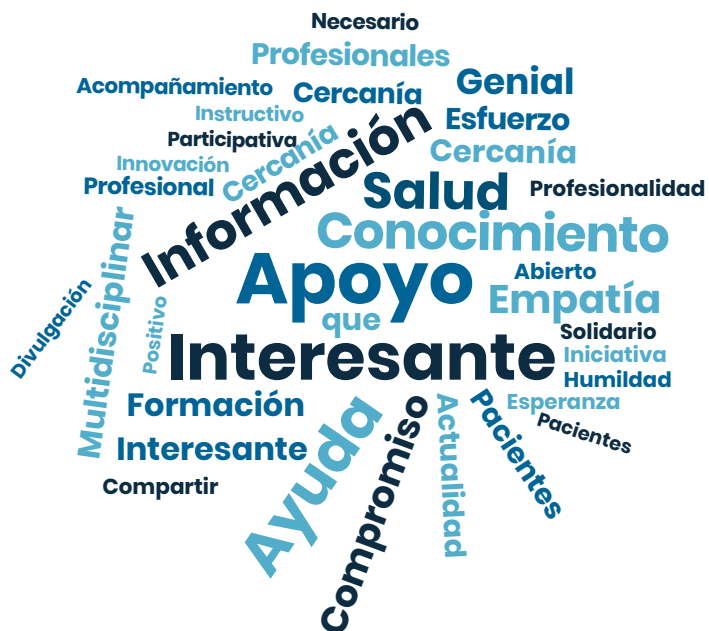 Necesario
Profesionales
Genial
Acompañamiento
Cercanía
Instructivo
Esfuerzo
Participativa
Cercanía
Información
Cercanía
Innovación
Profesional
Salud
Profesionalidad
Conocimiento
Multidisciplinar
Apoyo
Abierto
Empatía
Divulgación
Positivo
que
Solidario
Interesante
Iniciativa
Humildad
Formación
Esperanza
Interesante
Pacientes
Pacientes
Compartir
Ayuda
Compromiso
Actualidad